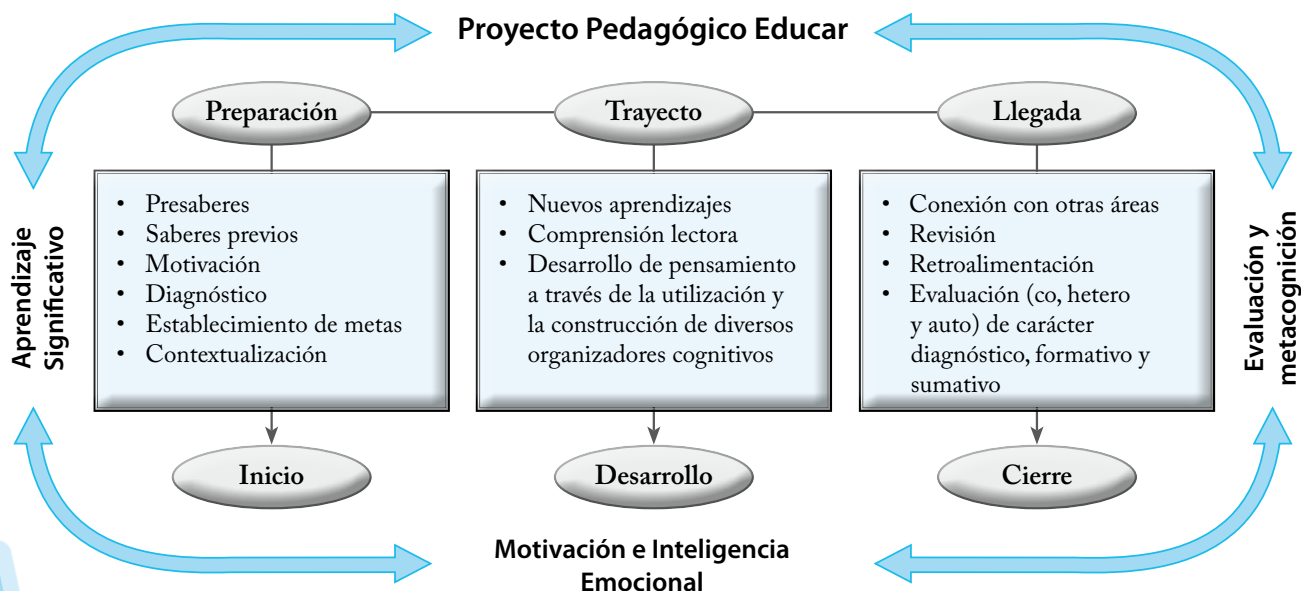 Proyecto Pedagógico Educar
Preparación
Trayecto
Llegada
Aprendizaje
Significativo
• Presaberes
• Saberes previos
• Motivación
• Diagnóstico
• Establecimiento de metas
• Contextualización
• Nuevos aprendizajes
• Comprensión lectora
• Desarrollo de pensamiento
a través de la utilización y
la construcción de diversos
organizadores cognitivos
• Conexión con otras áreas
• Revisión
• Retroalimentación
• Evaluación (co, hetero
y auto) de carácter
diagnóstico, formativo y
sumativo
Evaluación y
metacognición
Inicio
Desarrollo
Cierre
Motivación e Inteligencia
Emocional